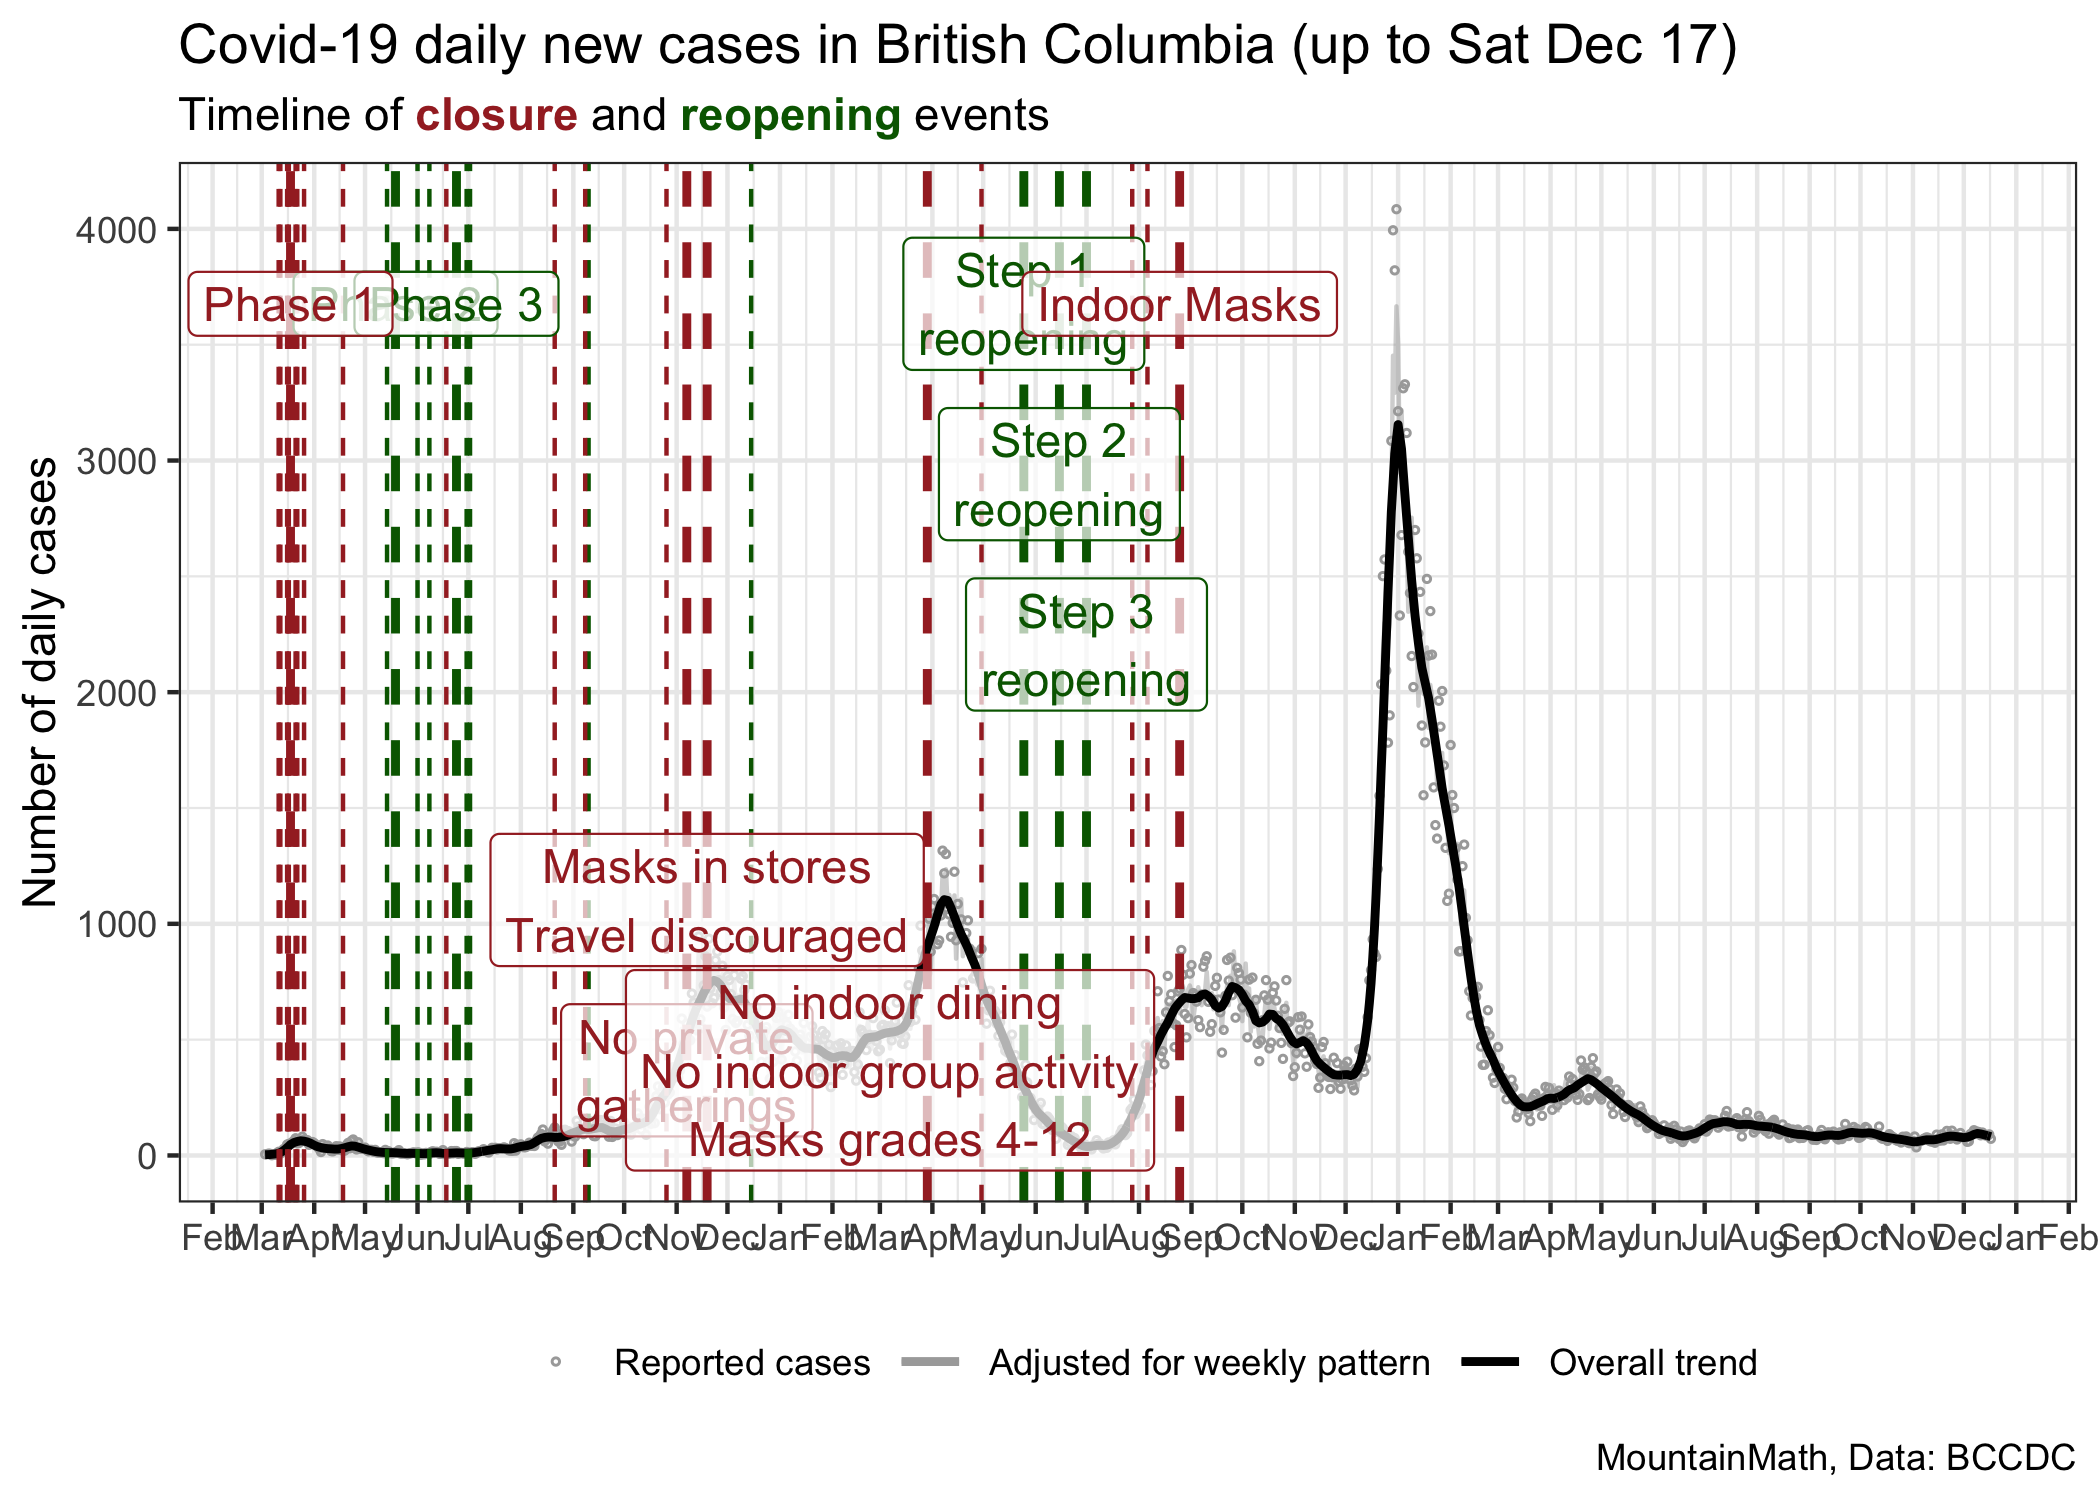 Covid-19 daily new cases in British Columbia (up to Sat Dec 17)
Timeline of closure and reopening events
Number of daily cases
4000
3000
2000
1000
0
Phase 1
Phase 2
Phase 3
Step 1
reopening
Indoor Masks
Step 2
reopening
Step 3
reopening
Masks in stores
Travel discouraged
No private
gatherings
No indoor dining
No indoor group activity
Masks grades 4-12
Feb Mar Apr May Jun Jul Aug Sep Oct Nov Dec Jan Feb Mar Apr May Jun Jul Aug Sep Oct Nov Dec Jan Feb Mar Apr May Jun Jul Aug Sep Oct Nov Dec Jan Feb
Reported cases Adjusted for weekly pattern Overall trend
MountainMath, Data: BCCDC